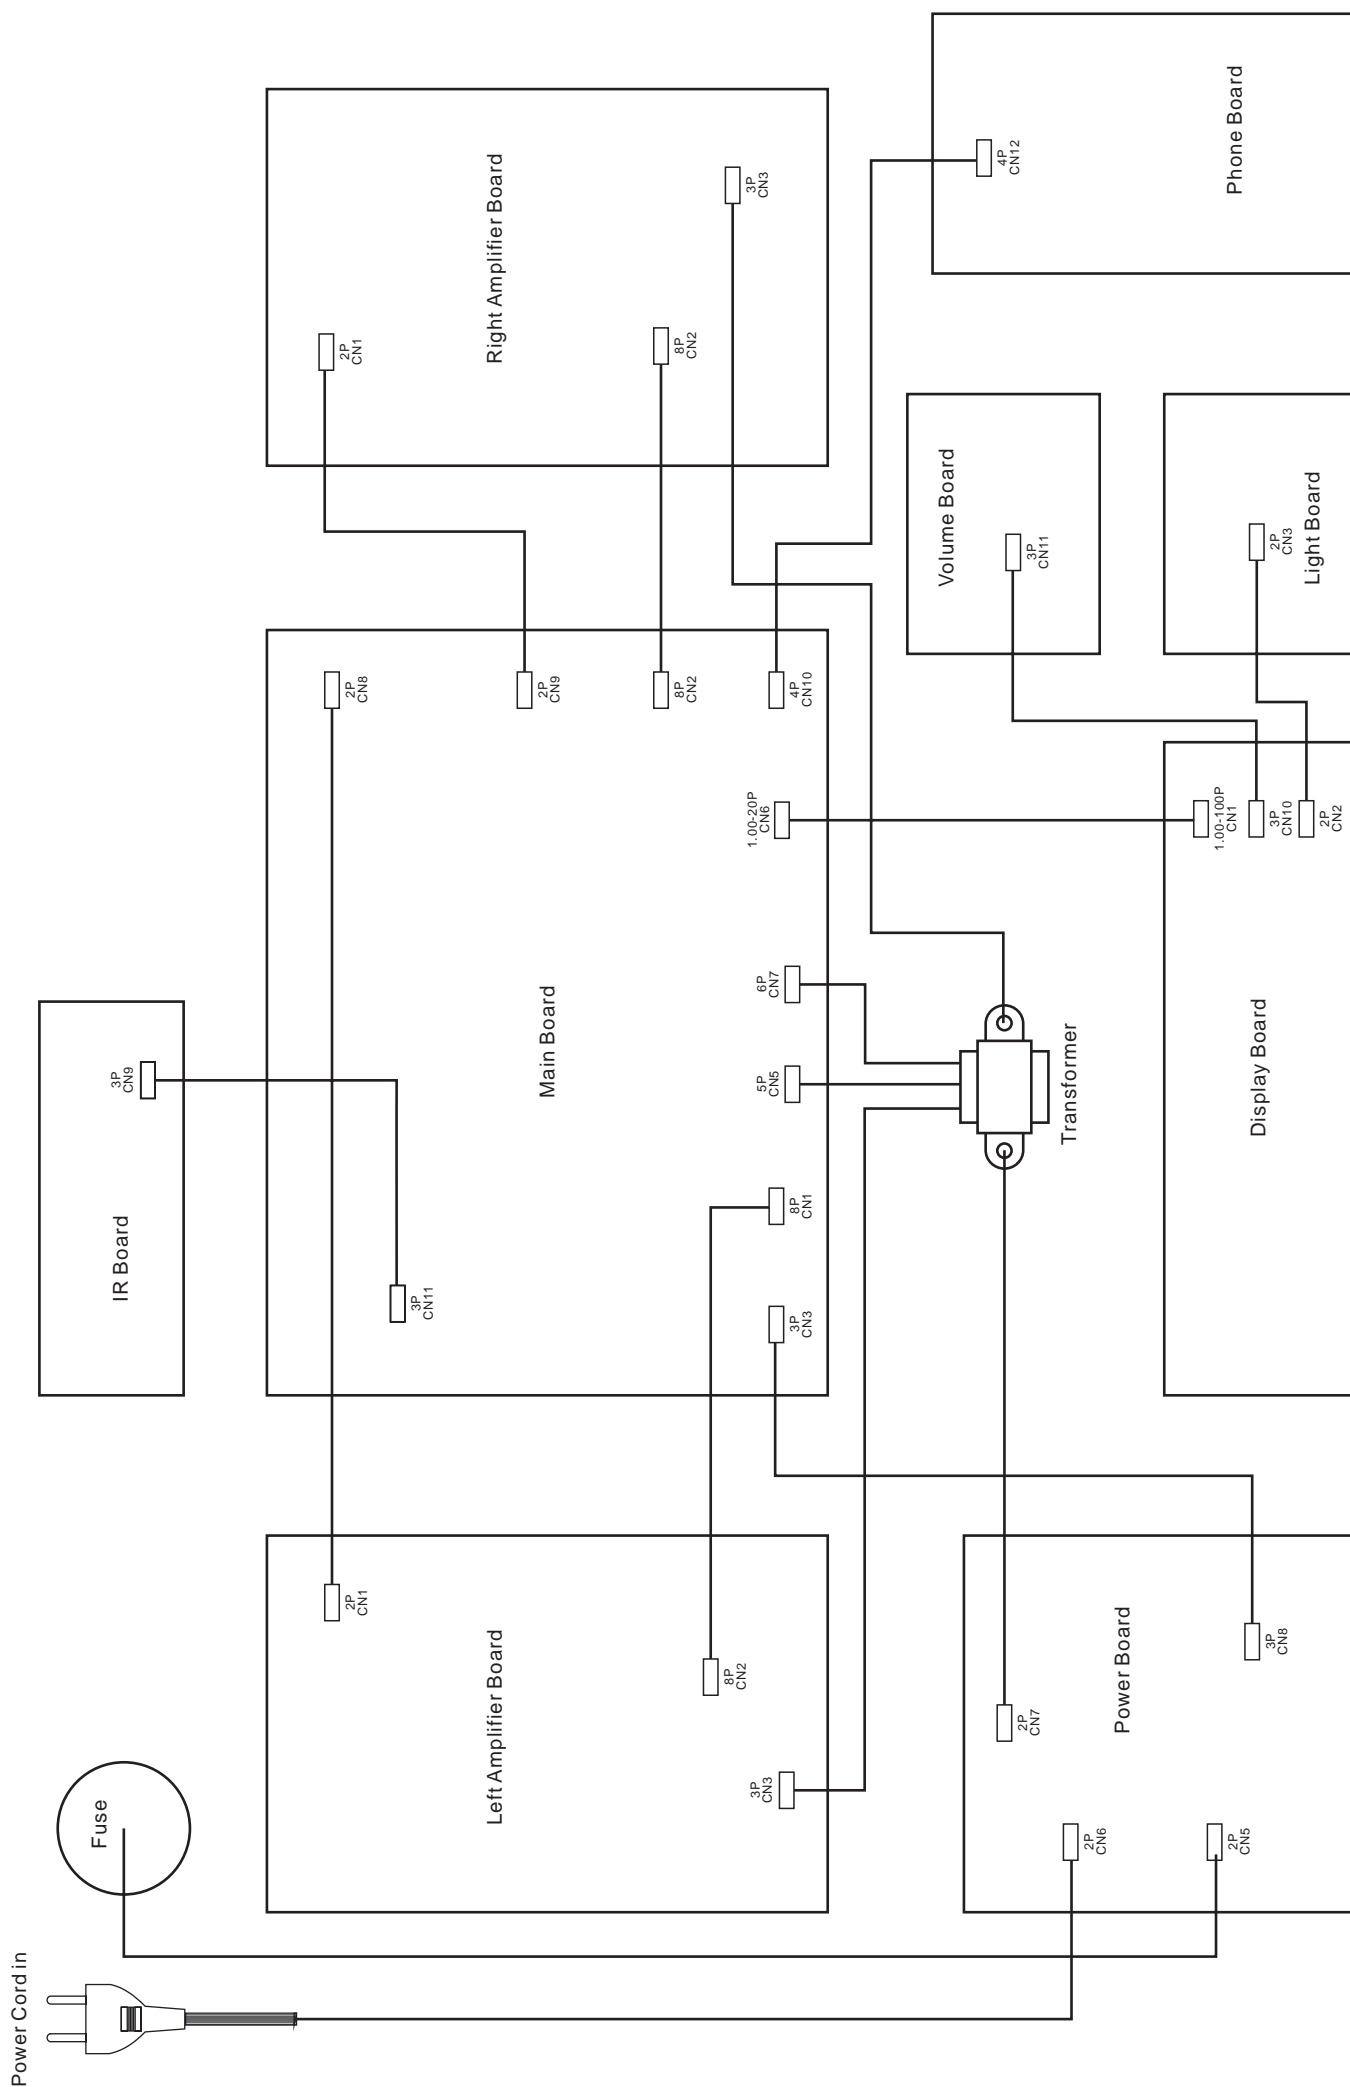 Power Cord in
Fuse
IR Board
3P
CN9
Left Amplifier Board
2P
CN1
8P
CN2
3P
CN3
Main Board
2P
CN8
2P
CN9
8P
CN2
4P
CN10
1.00-20P
CN6
6P
CN7
5P
CN5
8P
CN1
3P
CN3
3P
CN11
Right Amplifier Board
2P
CN1
8P
CN2
3P
CN3
Power Board
2P
CN6
2P
CN5
2P
CN7
3P
CN8
Transformer
Display Board
1.00-100P
CN1
3P
CN10
2P
CN2
Volume Board
3P
CN11
Light Board
2P
CN3
Phone Board
4P
CN12